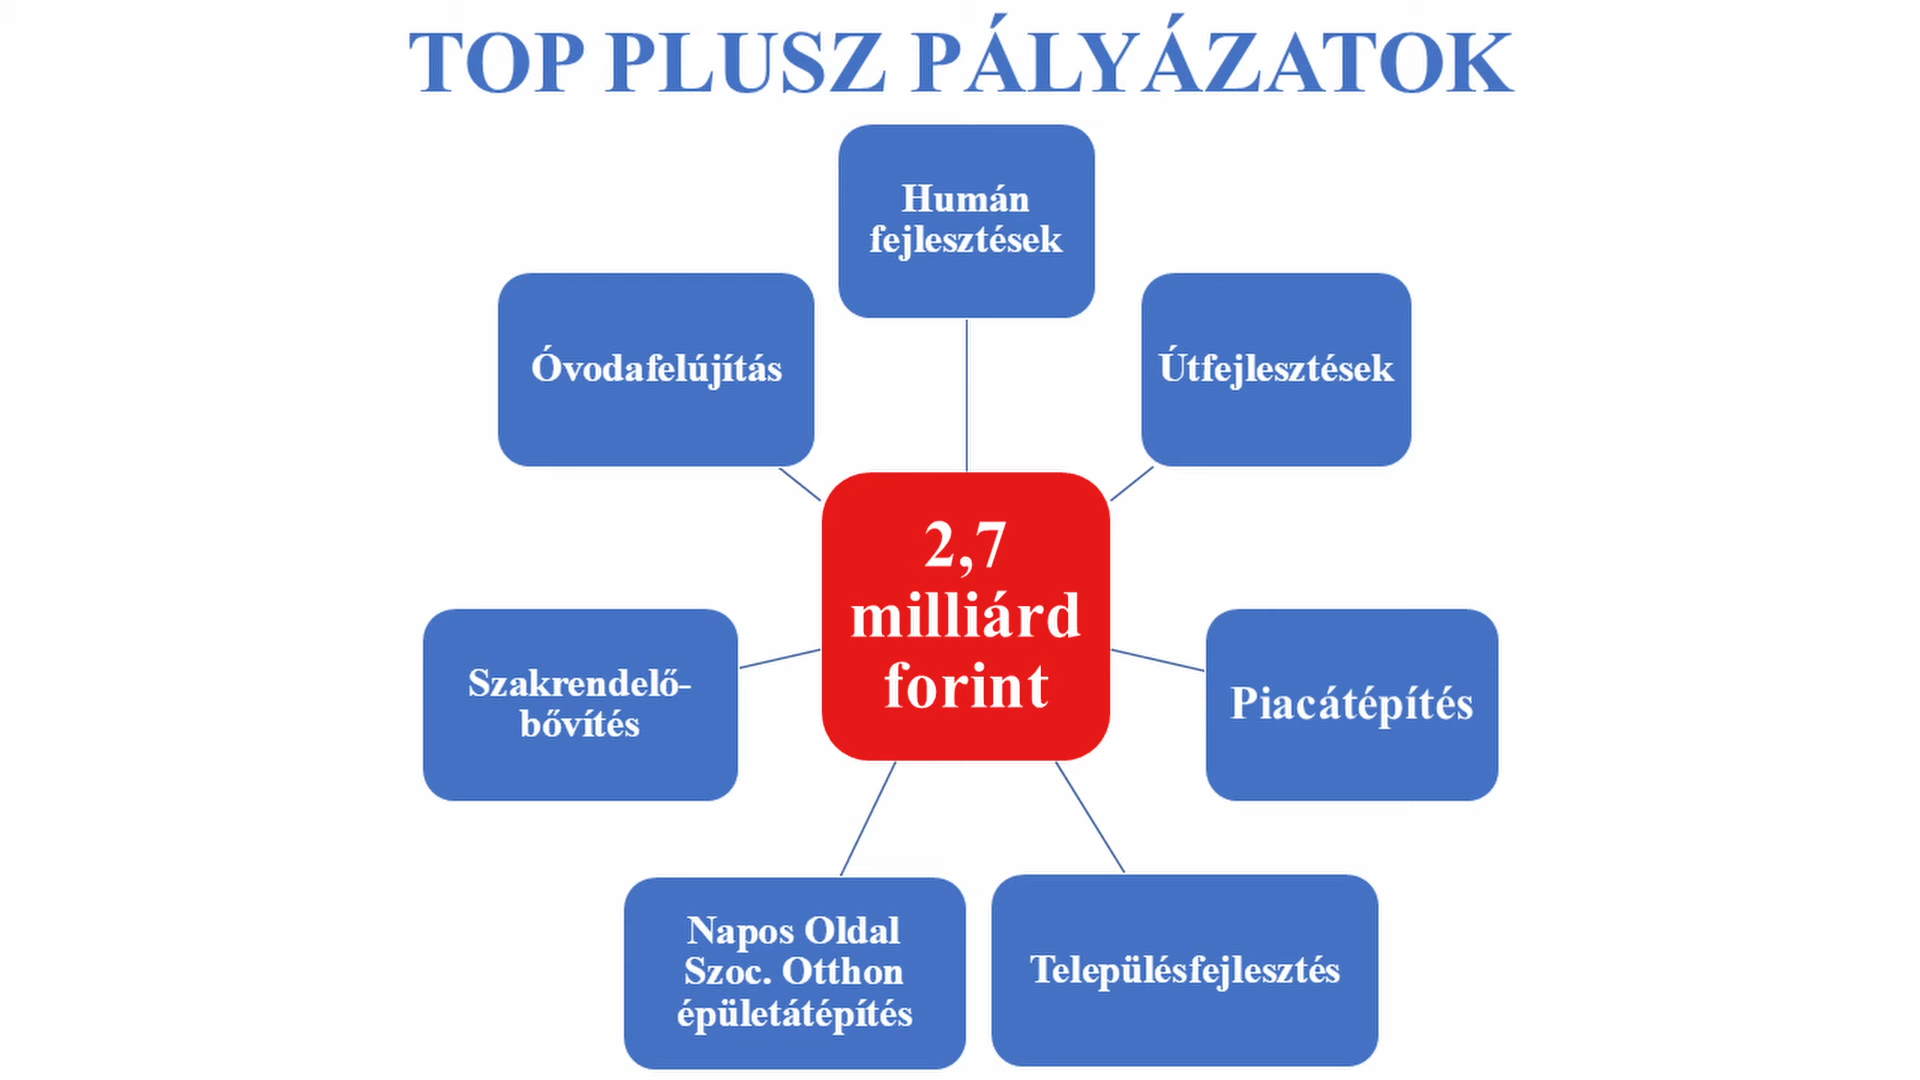 TOP PLUSZ PÁLYÁZATOK
Humán
fejlesztések
Óvodafelújítás
Útfejlesztések
2,7
milliárd
forint
Szakrendelő-
bővítés
Piacátépítés
Napos Oldal
Szoc. Otthon
épületátépítés
Településfejlesztés